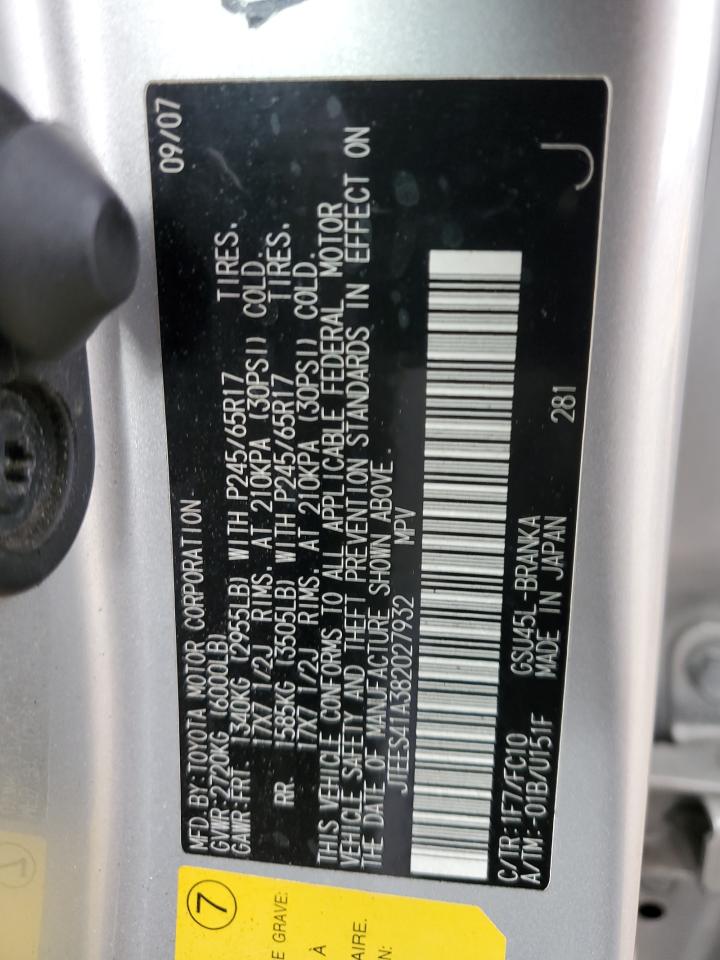 MFD.BY:TOYOTA MOTOR CORPORATION 09/07
GVWR:2720KG (6000LB)
GAWR:FRT 1340KG (2955LB) WITH P245/65R17 TIRES,
17X7 1/2J RIMS, AT 210KPA (30PSI) COLD.
RR 1585KG (3505LB) WITH P245/65R17 TIRES,
17X7 1/2J RIMS, AT 210KPA (30PSI) COLD.
THIS VEHICLE CONFORMS TO ALL APPLICABLE FEDERAL MOTOR
VEHICLE SAFETY AND THEFT PREVENTION STANDARDS IN EFFECT ON
THE DATE OF MANUFACTURE SHOWN ABOVE.
JTEES41A382027932 MPV
C/TR:1F7/FC10 GSU45L-BRANKA 281
A/TM:-01B/U151F MADE IN JAPAN J
7
E GRAVE:
À
AIRE.
N: